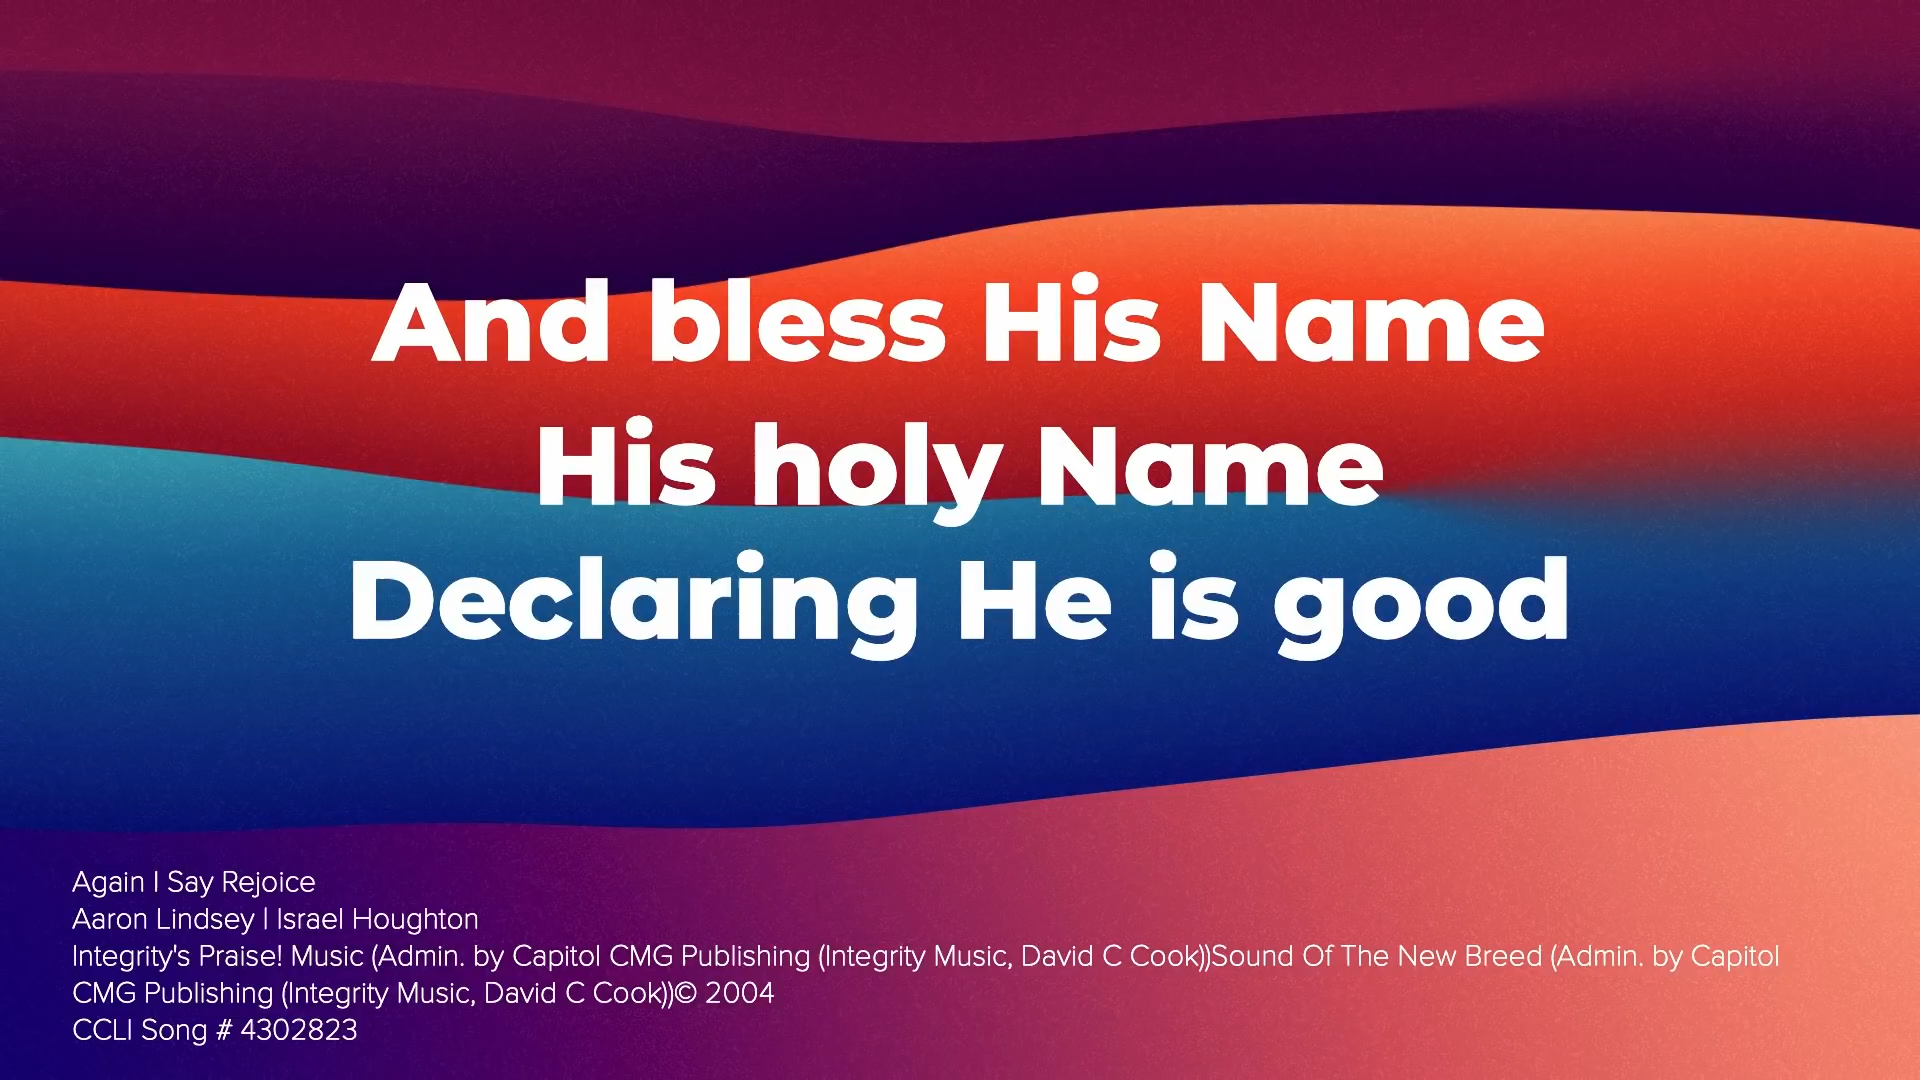 And bless His Name
His holy Name
Declaring He is good
Again I Say Rejoice
Aaron Lindsey | Israel Houghton
Integrity's Praise! Music (Admin. by Capitol CMG Publishing (Integrity Music, David C Cook))Sound Of The New Breed (Admin. by Capitol
CMG Publishing (Integrity Music, David C Cook))© 2004
CCLI Song # 4302823